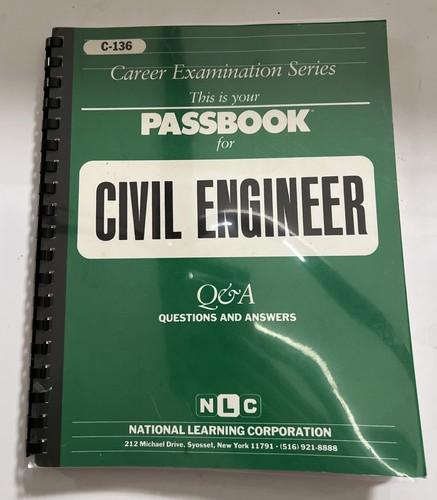 C-136
Career Examination Series
This is your
PASSBOOK®
for
CIVIL ENGINEER
Q&A
QUESTIONS AND ANSWERS
NLC
NATIONAL LEARNING CORPORATION
212 Michael Drive, Syosset, New York 11791 • (516) 921-8888